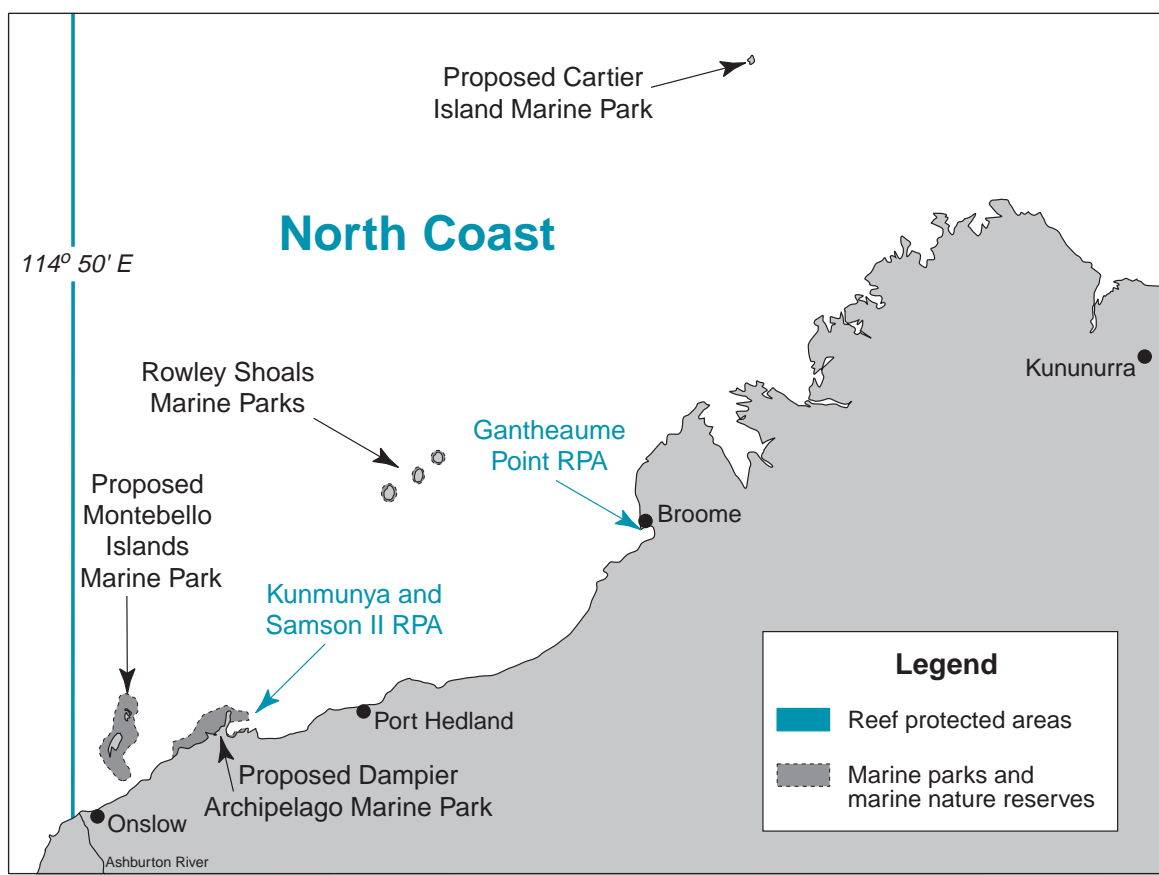 Proposed Cartier
Island Marine Park
North Coast
114º 50' E
Kununurra
Rowley Shoals
Marine Parks
Gantheaume
Point RPA
Broome
Proposed
Montebello
Islands
Marine Park
Kunmunya and
Samson II RPA
Port Hedland
Proposed Dampier
Archipelago Marine Park
Onslow
Ashburton River
Legend
Reef protected areas
Marine parks and
marine nature reserves